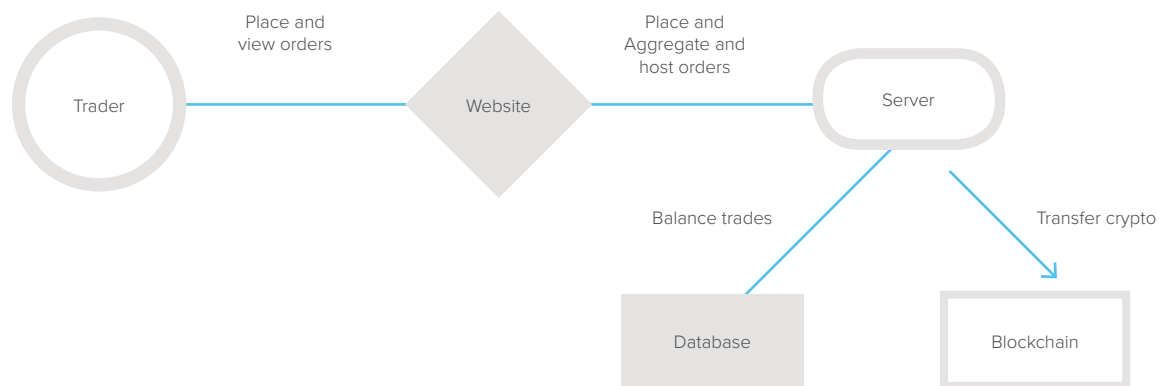 Place and
view orders
Place and
Aggregate and
host orders
Trader
Website
Server
Balance trades
Transfer crypto
Database
Blockchain